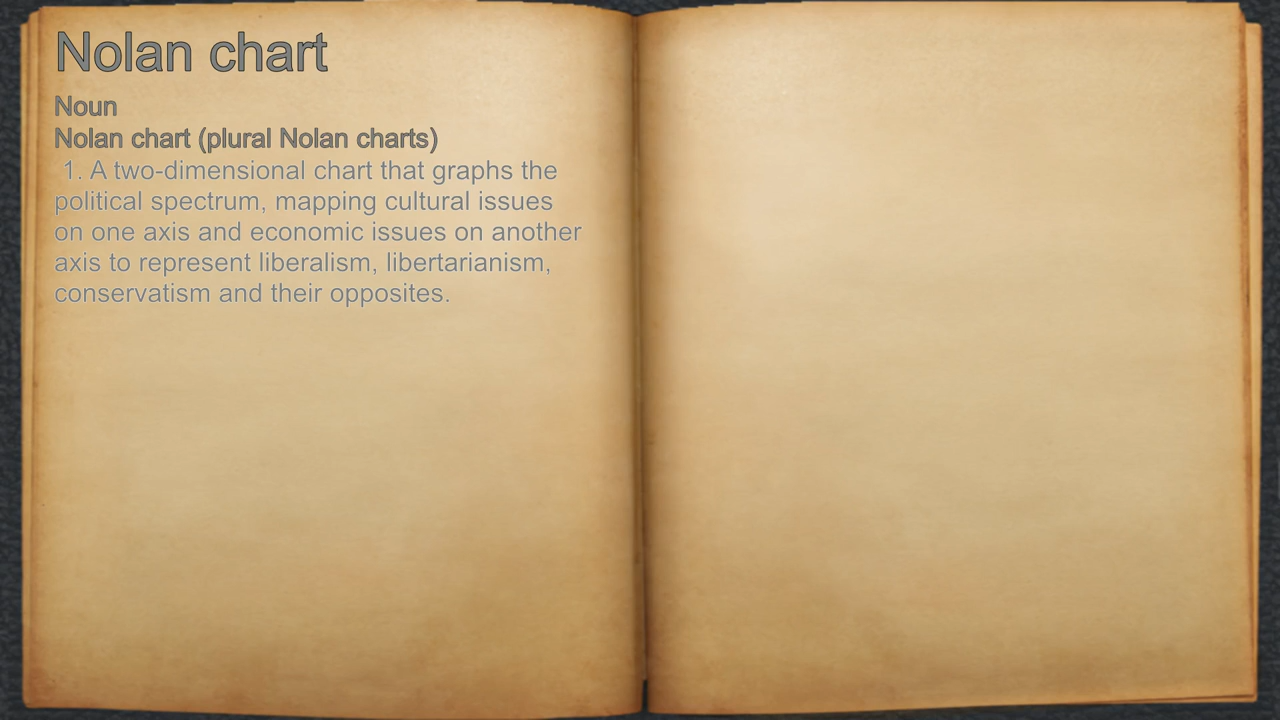 Nolan chart
Noun
Nolan chart (plural Nolan charts)
1. A two-dimensional chart that graphs the
political spectrum, mapping cultural issues
on one axis and economic issues on another
axis to represent liberalism, libertarianism,
conservatism and their opposites.